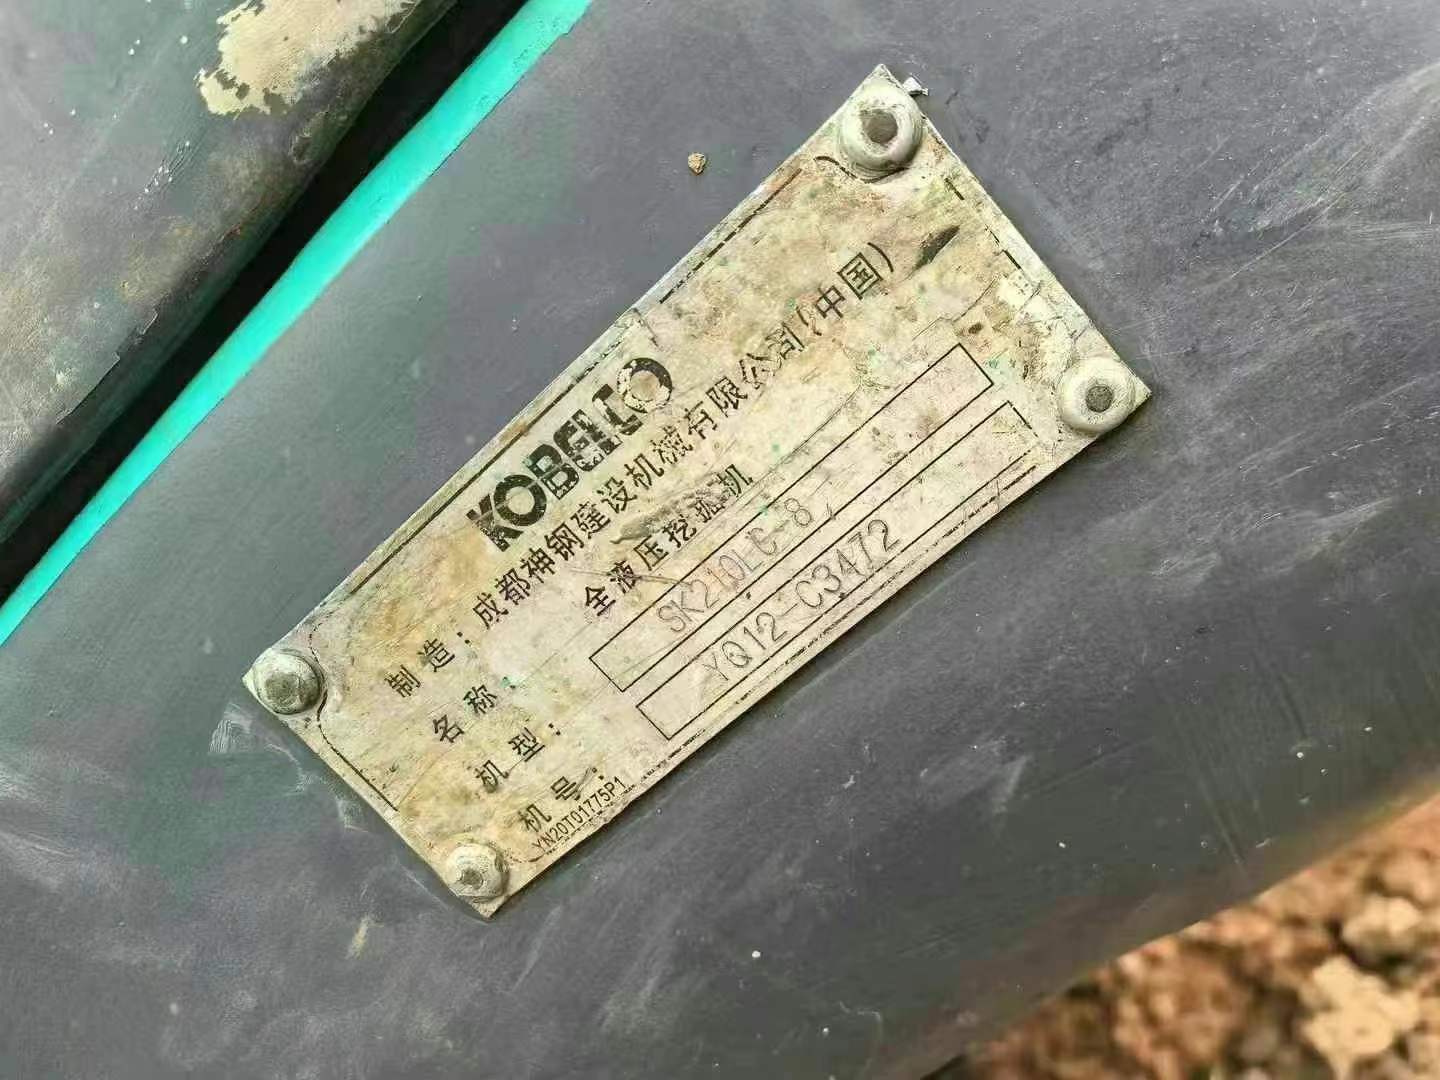 KOBELCO
制 造：成都神钢建设机械有限公司(中国)
名 称：全液压挖掘机
机 型：SK210LC-8
机 号：YQ12-C3472
YN20T01775P1